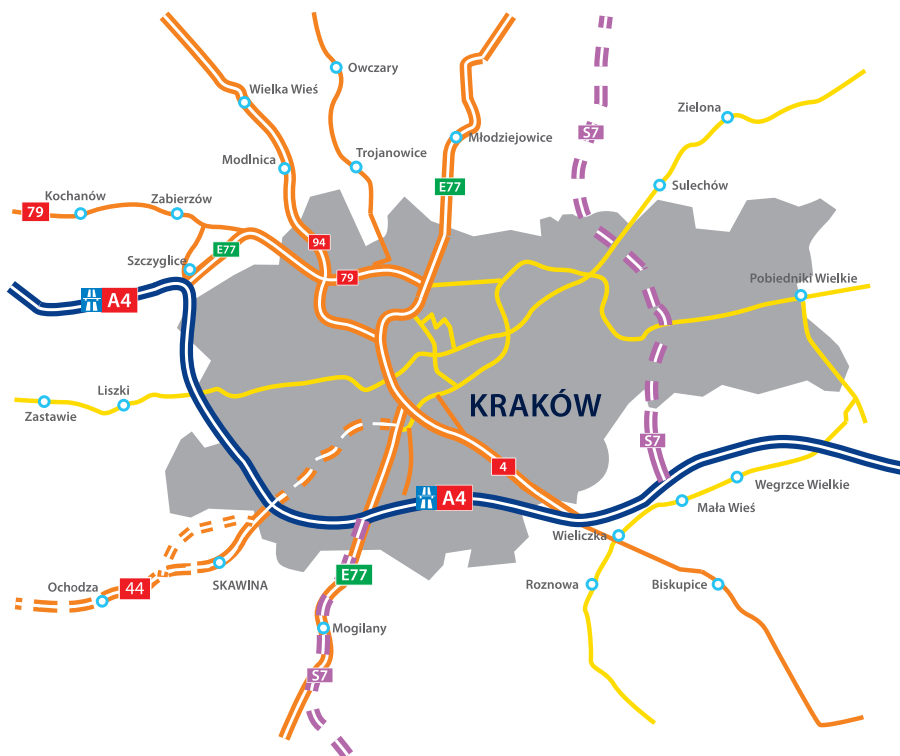 Owczary
Wielka Wieś
Zielona
S7
Młodziejowice
Modlnica
Trojanowice
Sulechów
E77
Kochanów
Zabierzów
79
94
E77
Szczyglice
79
Pobiedniki Wielkie
A4
Liszki
KRAKÓW
Zastawie
S7
4
Wegrzce Wielkie
A4
Mała Wieś
Wieliczka
E77
SKAWINA
Ochodza
44
Roznowa
Biskupice
Mogilany
S7